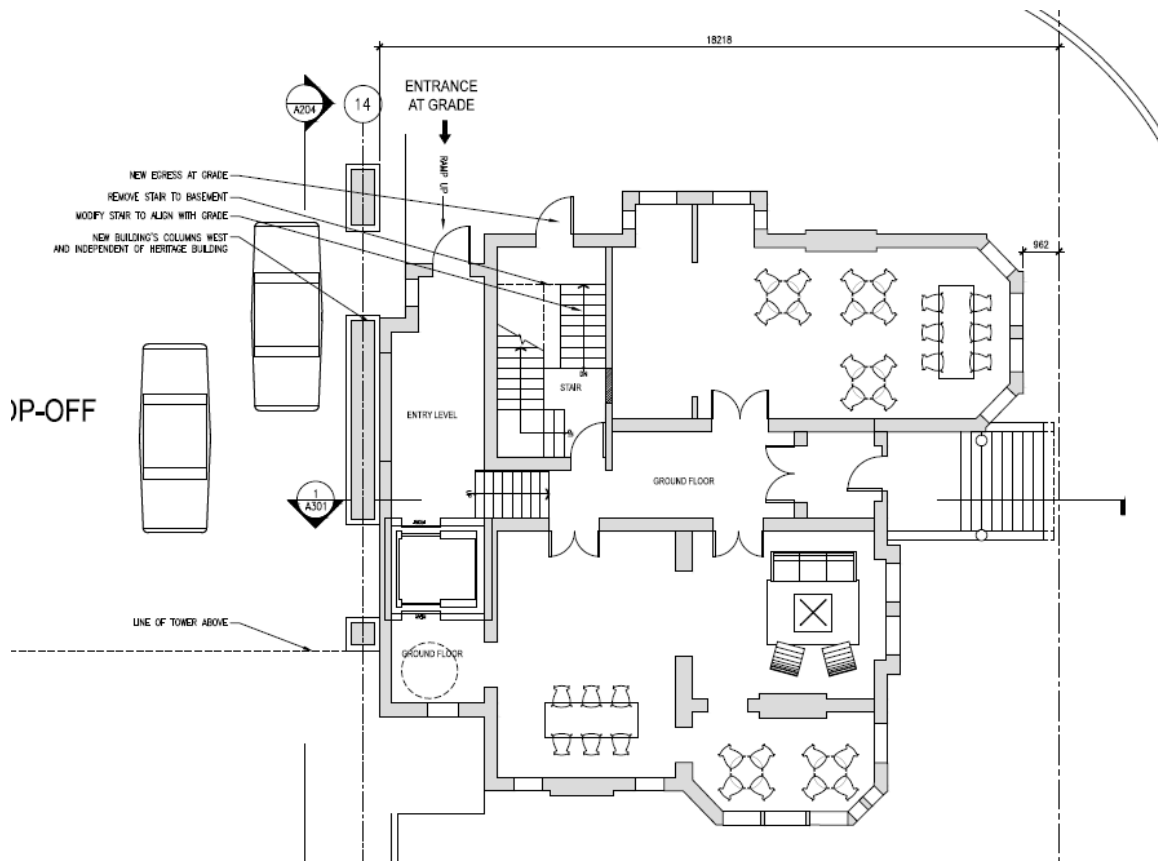 18218
ENTRANCE
AT GRADE
A204
14
RAMP UP
NEW EGRESS AT GRADE
REMOVE STAIR TO BASEMENT
MODIFY STAIR TO ALIGN WITH GRADE
NEW BUILDING'S COLUMNS WEST
AND INDEPENDENT OF HERITAGE BUILDING
962
STAIR
OP-OFF
ENTRY LEVEL
GROUND FLOOR
1
A301
LINE OF TOWER ABOVE
GROUND FLOOR